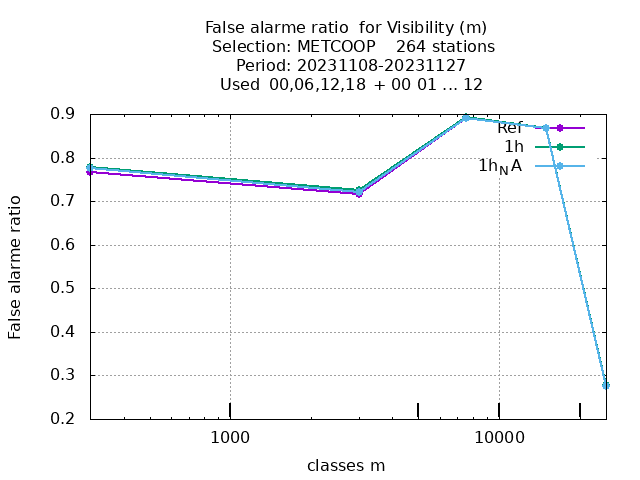 False alarme ratio  for Visibility (m)
Selection: METCOOP    264 stations
Period: 20231108-20231127
Used  00,06,12,18  + 00 01 ... 12
0.9
0.8
0.7
0.6
0.5
0.4
0.3
0.2
False alarme ratio
Ref
1h
1h_NA
1000
10000
classes m